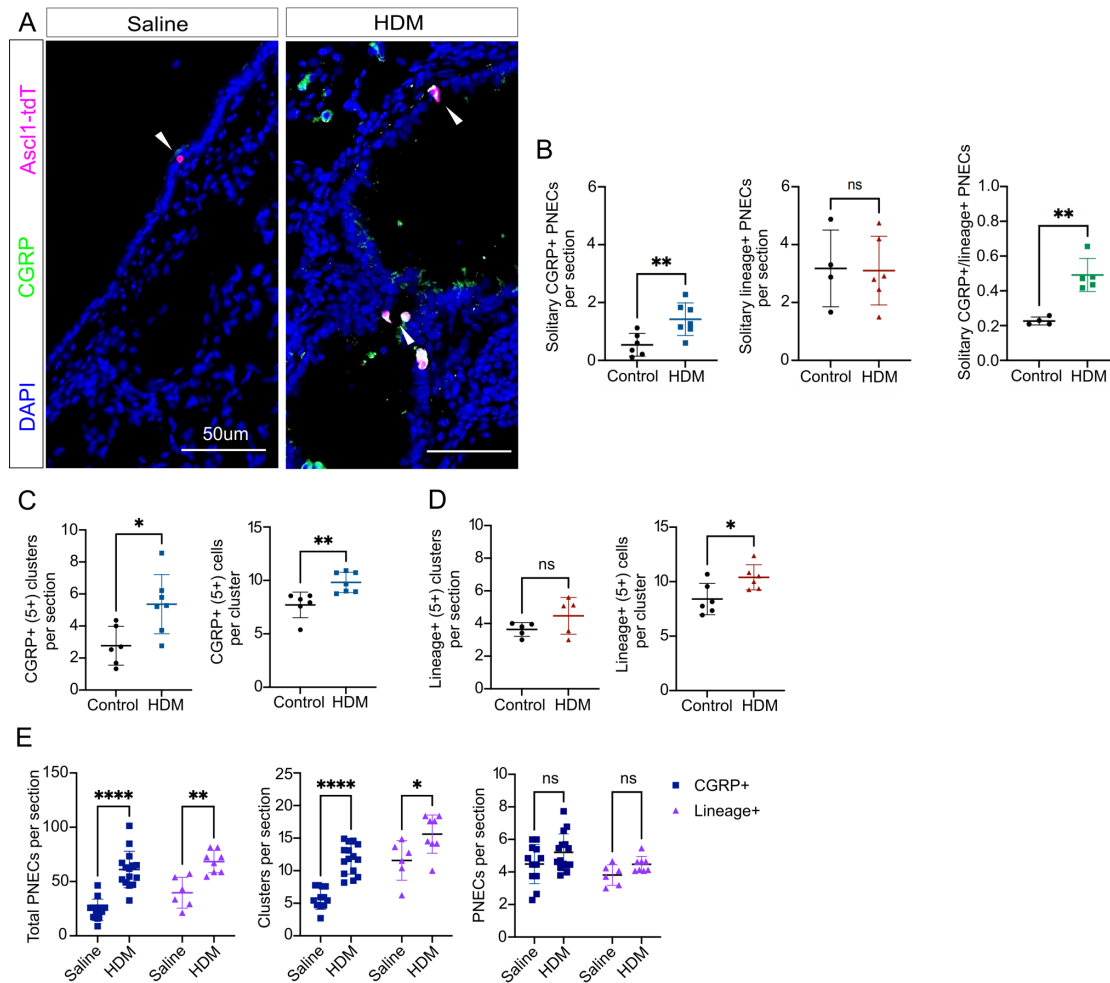 A
Saline
HDM
Ascl1-tdT
CGRP
DAPI
50um
B
Solitary CGRP+ PNECs
per section
6
4
2
0
**
Control
HDM
Solitary lineage+ PNECs
per section
6
4
2
0
ns
Control
HDM
Solitary CGRP+/lineage+ PNECs
1.0
0.8
0.6
0.4
0.2
0.0
**
Control
HDM
C
CGRP+ (5+) clusters
per section
10
8
6
4
2
0
*
Control
HDM
CGRP+ (5+) cells
per cluster
15
10
5
0
**
Control
HDM
D
Lineage+ (5+) clusters
per section
10
8
6
4
2
0
ns
Control
HDM
Lineage+ (5+) cells
per cluster
15
10
5
0
*
Control
HDM
E
Total PNECs per section
150
100
50
0
****
**
Saline
HDM
Saline
HDM
Clusters per section
25
20
15
10
5
0
****
*
Saline
HDM
Saline
HDM
PNECs per section
10
8
6
4
2
0
ns
ns
Saline
HDM
Saline
HDM
CGRP+
Lineage+